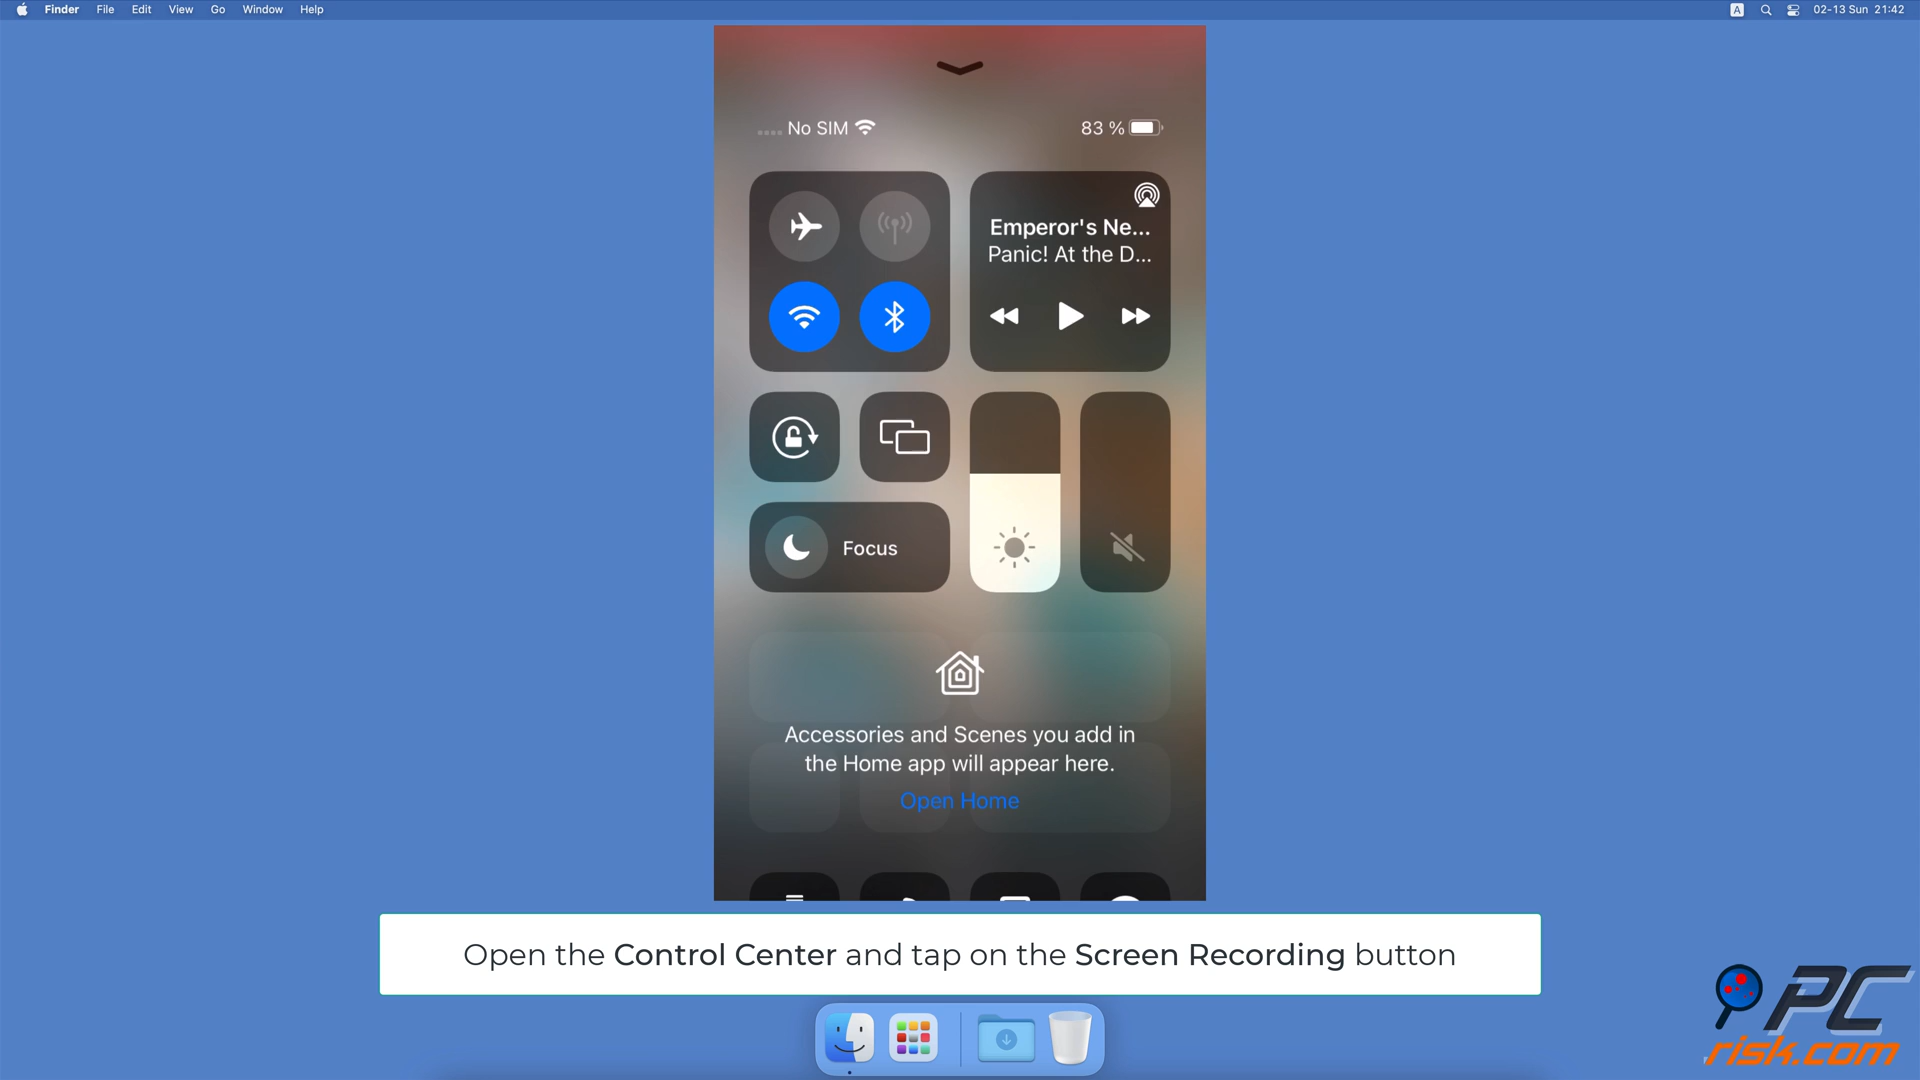 Finder File Edit View Go Window Help
A 02-13 Sun 21:42
No SIM 83 %
Emperor's Ne...
Panic! At the D...
Focus
Accessories and Scenes you add in
the Home app will appear here.
Open Home
Open the Control Center and tap on the Screen Recording button
PC
risk.com